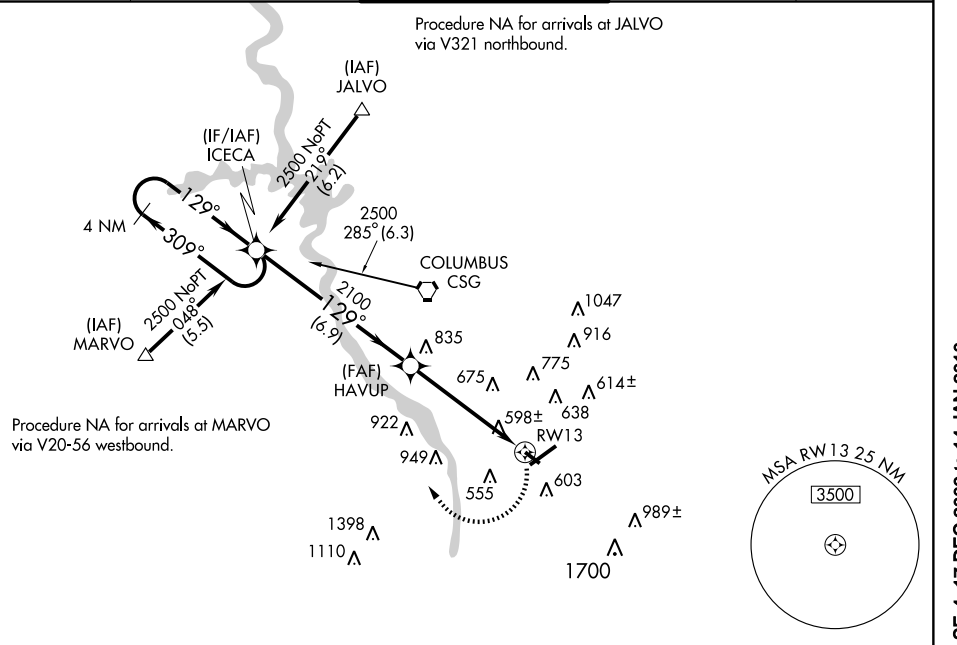 Procedure NA for arrivals at JALVO
via V321 northbound.
(IAF)
JALVO
(IF/IAF)
ICECA
2500 NoPT
219°
(6.2)
129°
4 NM
309°
2500
285° (6.3)
COLUMBUS
CSG
2500 NoPT
048°
(5.5)
(IAF)
MARVO
2100
129°
(6.9)
(FAF)
HAVUP
1047
916
835
775
675
614±
638
598±
RW13
922
949
555
603
Procedure NA for arrivals at MARVO
via V20-56 westbound.
1398
1110
989±
1700
MSA RW13 25 NM
3500